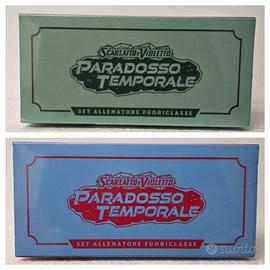 SCARLATTO E VIOLETTO
PARADOSSO
TEMPORALE
SET ALLENATORE FUORICLASSE
SCARLATTO E VIOLETTO
PARADOSSO
TEMPORALE
SET ALLENATORE FUORICLASSE
subito